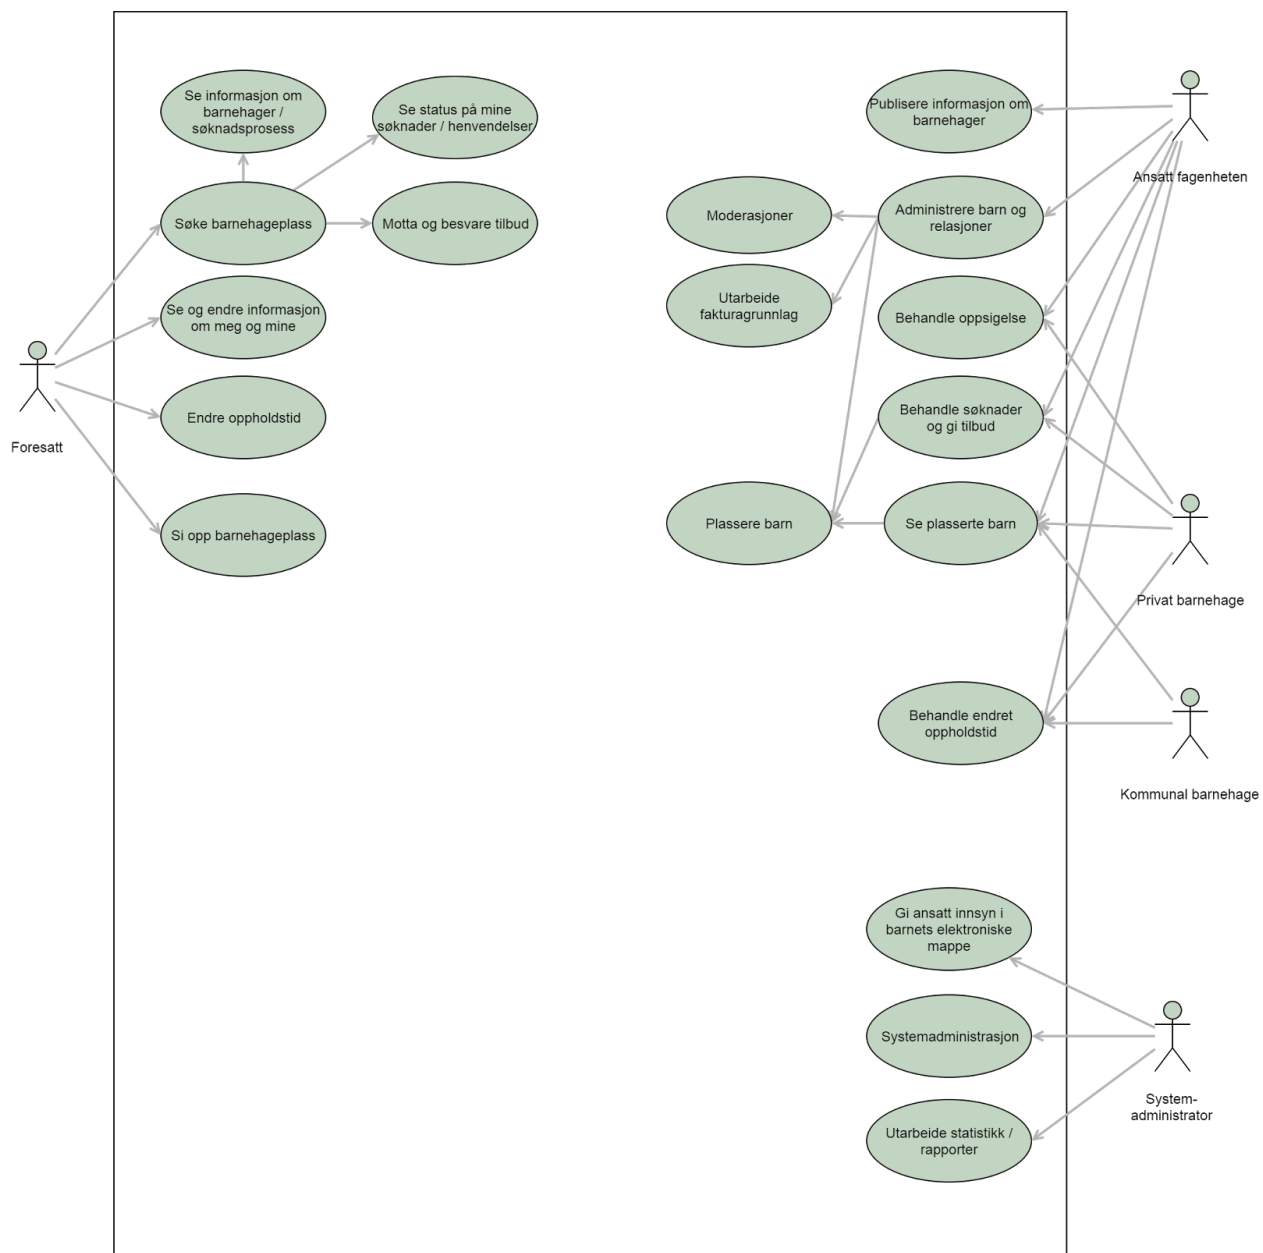 Se informasjon om
barnehager /
søknadsprosess
Se status på mine
søknader / henvendelser
Publisere informasjon om
barnehager
Ansatt fagenheten
Søke barnehageplass
Motta og besvare tilbud
Moderasjoner
Administrere barn og
relasjoner
Se og endre informasjon
om meg og mine
Utarbeide
fakturagrunnlag
Behandle oppsigelse
Foresatt
Endre oppholdstid
Behandle søknader
og gi tilbud
Si opp barnehageplass
Plassere barn
Se plasserte barn
Privat barnehage
Behandle endret
oppholdstid
Kommunal barnehage
Gi ansatt innsyn i
barnets elektroniske
mappe
Systemadministrasjon
System-
administrator
Utarbeide statistikk /
rapporter